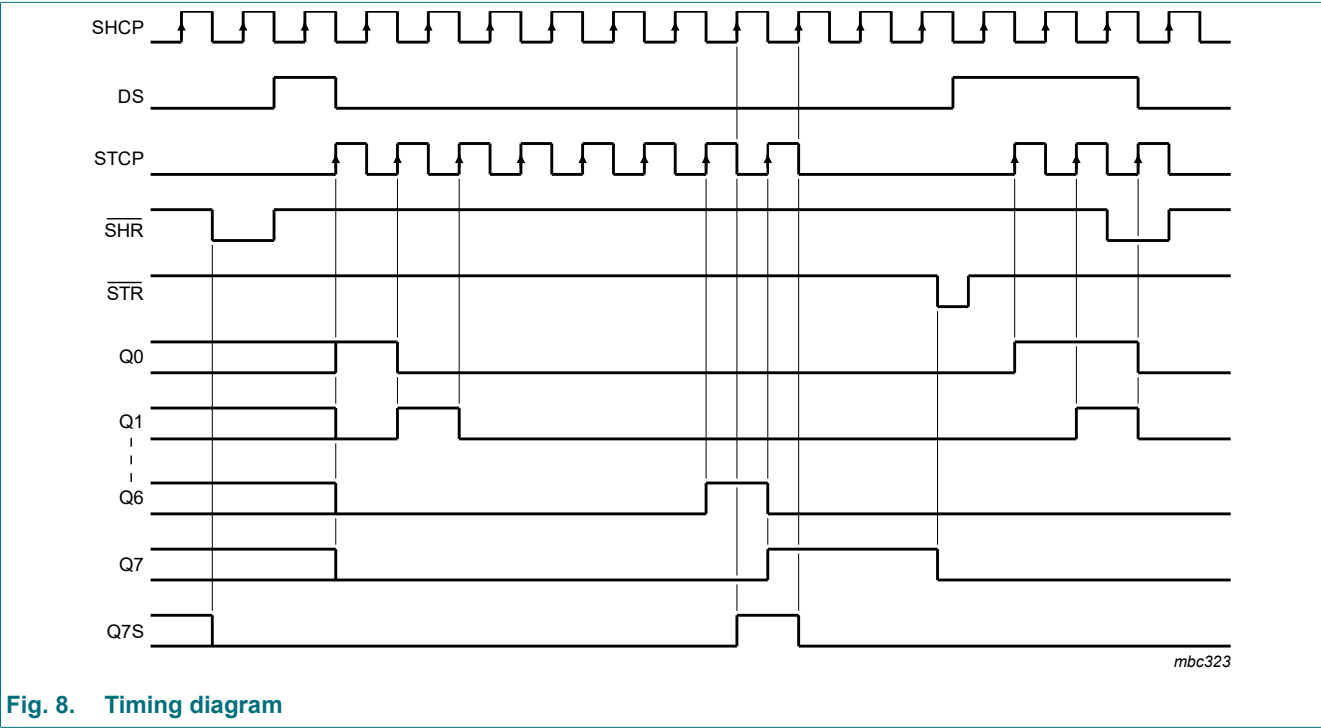 SHCP
DS
STCP
SHR
STR
Q0
Q1
Q6
Q7
Q7S
mbc323
Fig. 8. Timing diagram